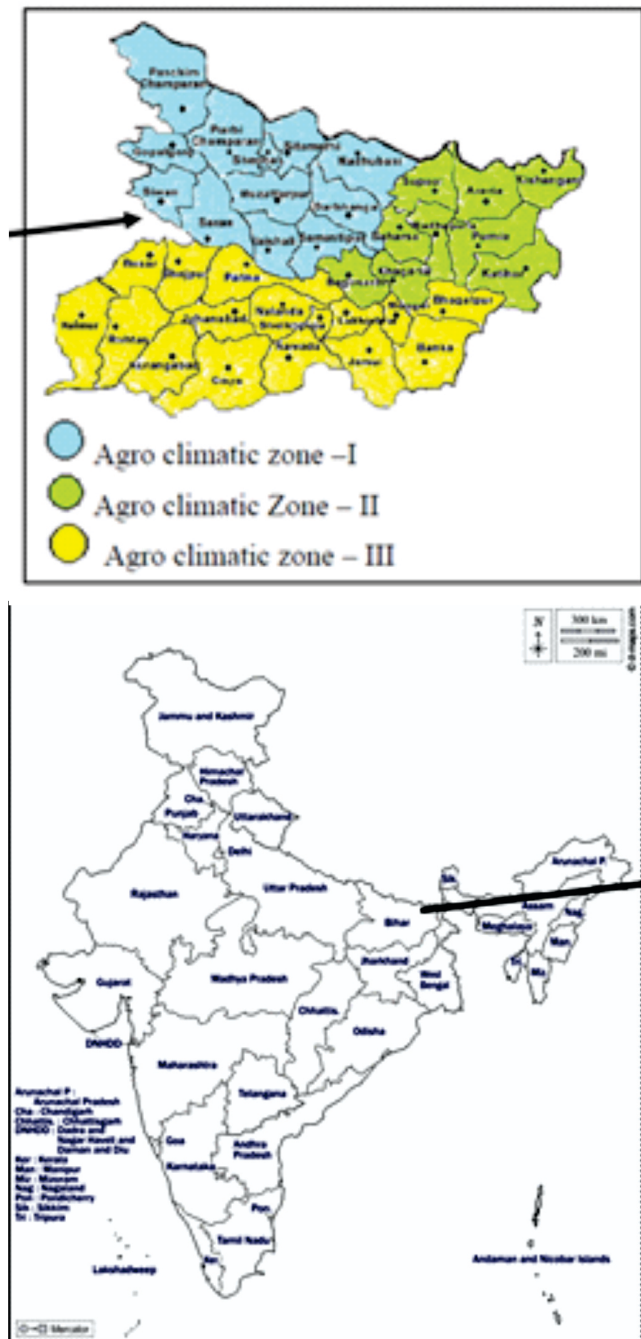 Paschim
Champaran
Purbi
Champaran
Gopalganj
Sheohar
Sitamarhi
Madhubani
Siwan
Muzaffarpur
Darbhanga
Saran
Vaishali
Samastipur
Supaul
Araria
Kishanganj
Saharsa
Madhepura
Purnia
Katihar
Begusarai
Khagaria
Buxar
Bhojpur
Patna
Nalanda
Bhagalpur
Jehanabad
Rohtas
Nawada
Jamui
Banka
Aurangabad
Gaya
Agro climatic zone –I
Agro climatic Zone – II
Agro climatic zone – III
N
300 km
200 mi
© d-maps.com
Jammu and Kashmir
Himachal
Pradesh
Cha.
Punjab
Uttarakhand
Haryana
Delhi
Arunachal P.
Sik.
Rajasthan
Uttar Pradesh
Assam
Nag.
Bihar
Meghalaya
Man.
Jharkhand
Tri.
Miz.
Gujarat
Madhya Pradesh
West
Bengal
Chhattis.
Odisha
DNHDD
Maharashtra
Telangana
Arunachal P :
Arunachal Pradesh
Cha : Chandigarh
Chhattis. : Chhattisgarh
DNHDD : Dadra and
Nagar Haveli and
Daman and Diu
Ker : Kerala
Man : Manipur
Miz : Mizoram
Nag : Nagaland
Pon : Pondicherry
Sik : Sikkim
Tri : Tripura
Goa
Karnataka
Andhra
Pradesh
Pon.
Tamil Nadu
Ker.
Lakshadweep
Andaman and Nicobar Islands
Mercator